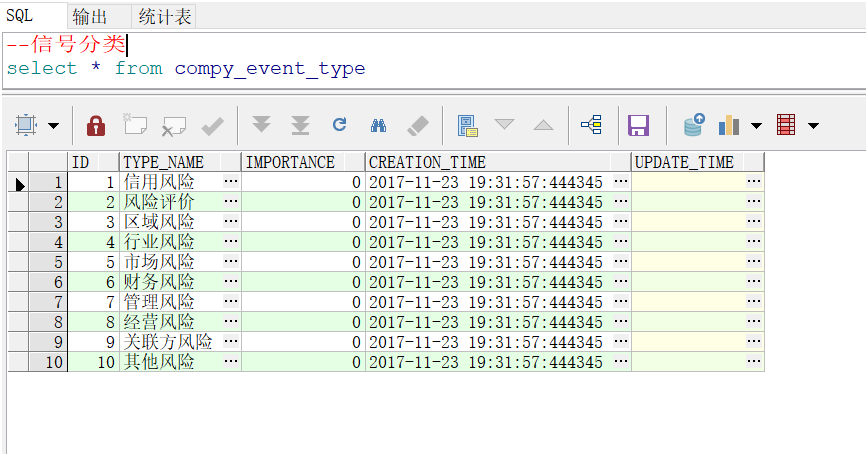 SQL 输出 统计表
--信号分类
select * from compy_event_type
ID TYPE_NAME IMPORTANCE CREATION_TIME UPDATE_TIME
1 1 信用风险 ... 0 2017-11-23 19:31:57:444345 ... ...
2 2 风险评价 ... 0 2017-11-23 19:31:57:444345 ... ...
3 3 区域风险 ... 0 2017-11-23 19:31:57:444345 ... ...
4 4 行业风险 ... 0 2017-11-23 19:31:57:444345 ... ...
5 5 市场风险 ... 0 2017-11-23 19:31:57:444345 ... ...
6 6 财务风险 ... 0 2017-11-23 19:31:57:444345 ... ...
7 7 管理风险 ... 0 2017-11-23 19:31:57:444345 ... ...
8 8 经营风险 ... 0 2017-11-23 19:31:57:444345 ... ...
9 9 关联方风险 ... 0 2017-11-23 19:31:57:444345 ... ...
10 10 其他风险 ... 0 2017-11-23 19:31:57:444345 ... ...